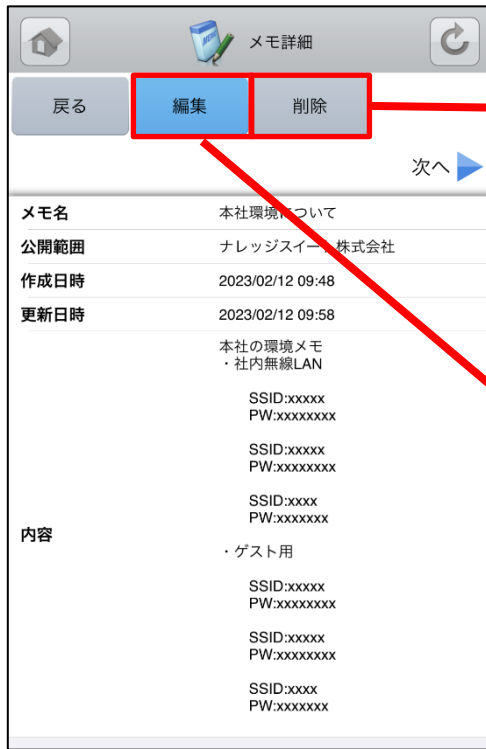 MEMO
メモ詳細
戻る 編集 削除
次へ
メモ名 本社環境について
公開範囲 ナレッジスイート株式会社
作成日時 2023/02/12 09:48
更新日時 2023/02/12 09:58
内容
本社の環境メモ
・社内無線LAN
SSID:xxxxx
PW:xxxxxxxx
SSID:xxxxx
PW:xxxxxxxx
SSID:xxxx
PW:xxxxxxx
・ゲスト用
SSID:xxxxx
PW:xxxxxxxx
SSID:xxxxx
PW:xxxxxxxx
SSID:xxxx
PW:xxxxxxx